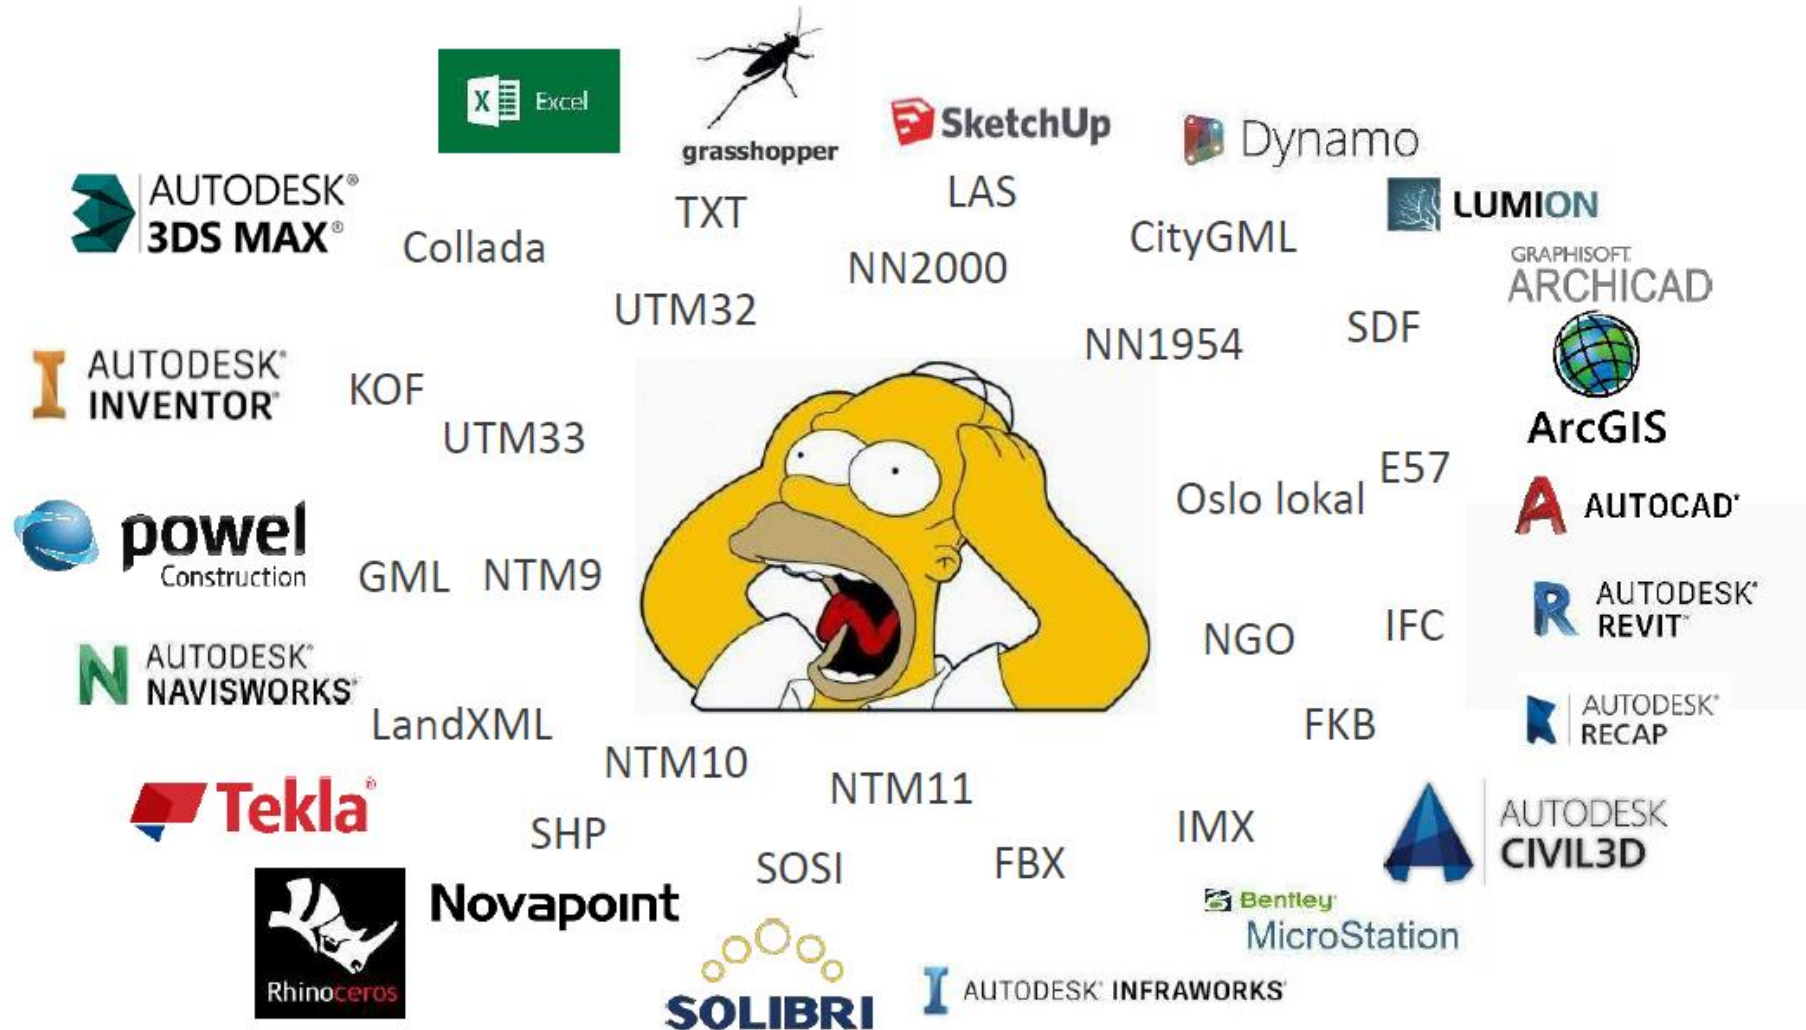 Excel
grasshopper
SketchUp
Dynamo
AUTODESK®
3DS MAX®
Collada
TXT
LAS
CityGML
LUMION
GRAPHISOFT
ARCHICAD
NN2000
UTM32
NN1954
SDF
AUTODESK®
INVENTOR®
KOF
UTM33
ArcGIS
E57
Oslo lokal
AUTOCAD®
powel
Construction
GML
NTM9
NGO
IFC
AUTODESK®
REVIT™
AUTODESK®
NAVISWORKS®
LandXML
NTM10
NTM11
FKB
AUTODESK®
RECAP
Tekla®
SHP
SOSI
FBX
IMX
AUTODESK
CIVIL3D
Rhinoceros
Novapoint
SOLIBRI
Bentley®
MicroStation
AUTODESK® INFRAWORKS®